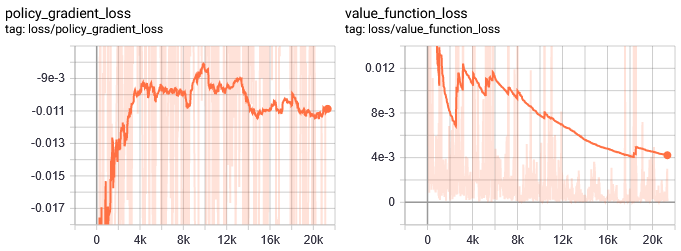 policy_gradient_loss
tag: loss/policy_gradient_loss
-9e-3
-0.011
-0.013
-0.015
-0.017
0 4k 8k 12k 16k 20k
value_function_loss
tag: loss/value_function_loss
0.012
8e-3
4e-3
0
0 4k 8k 12k 16k 20k